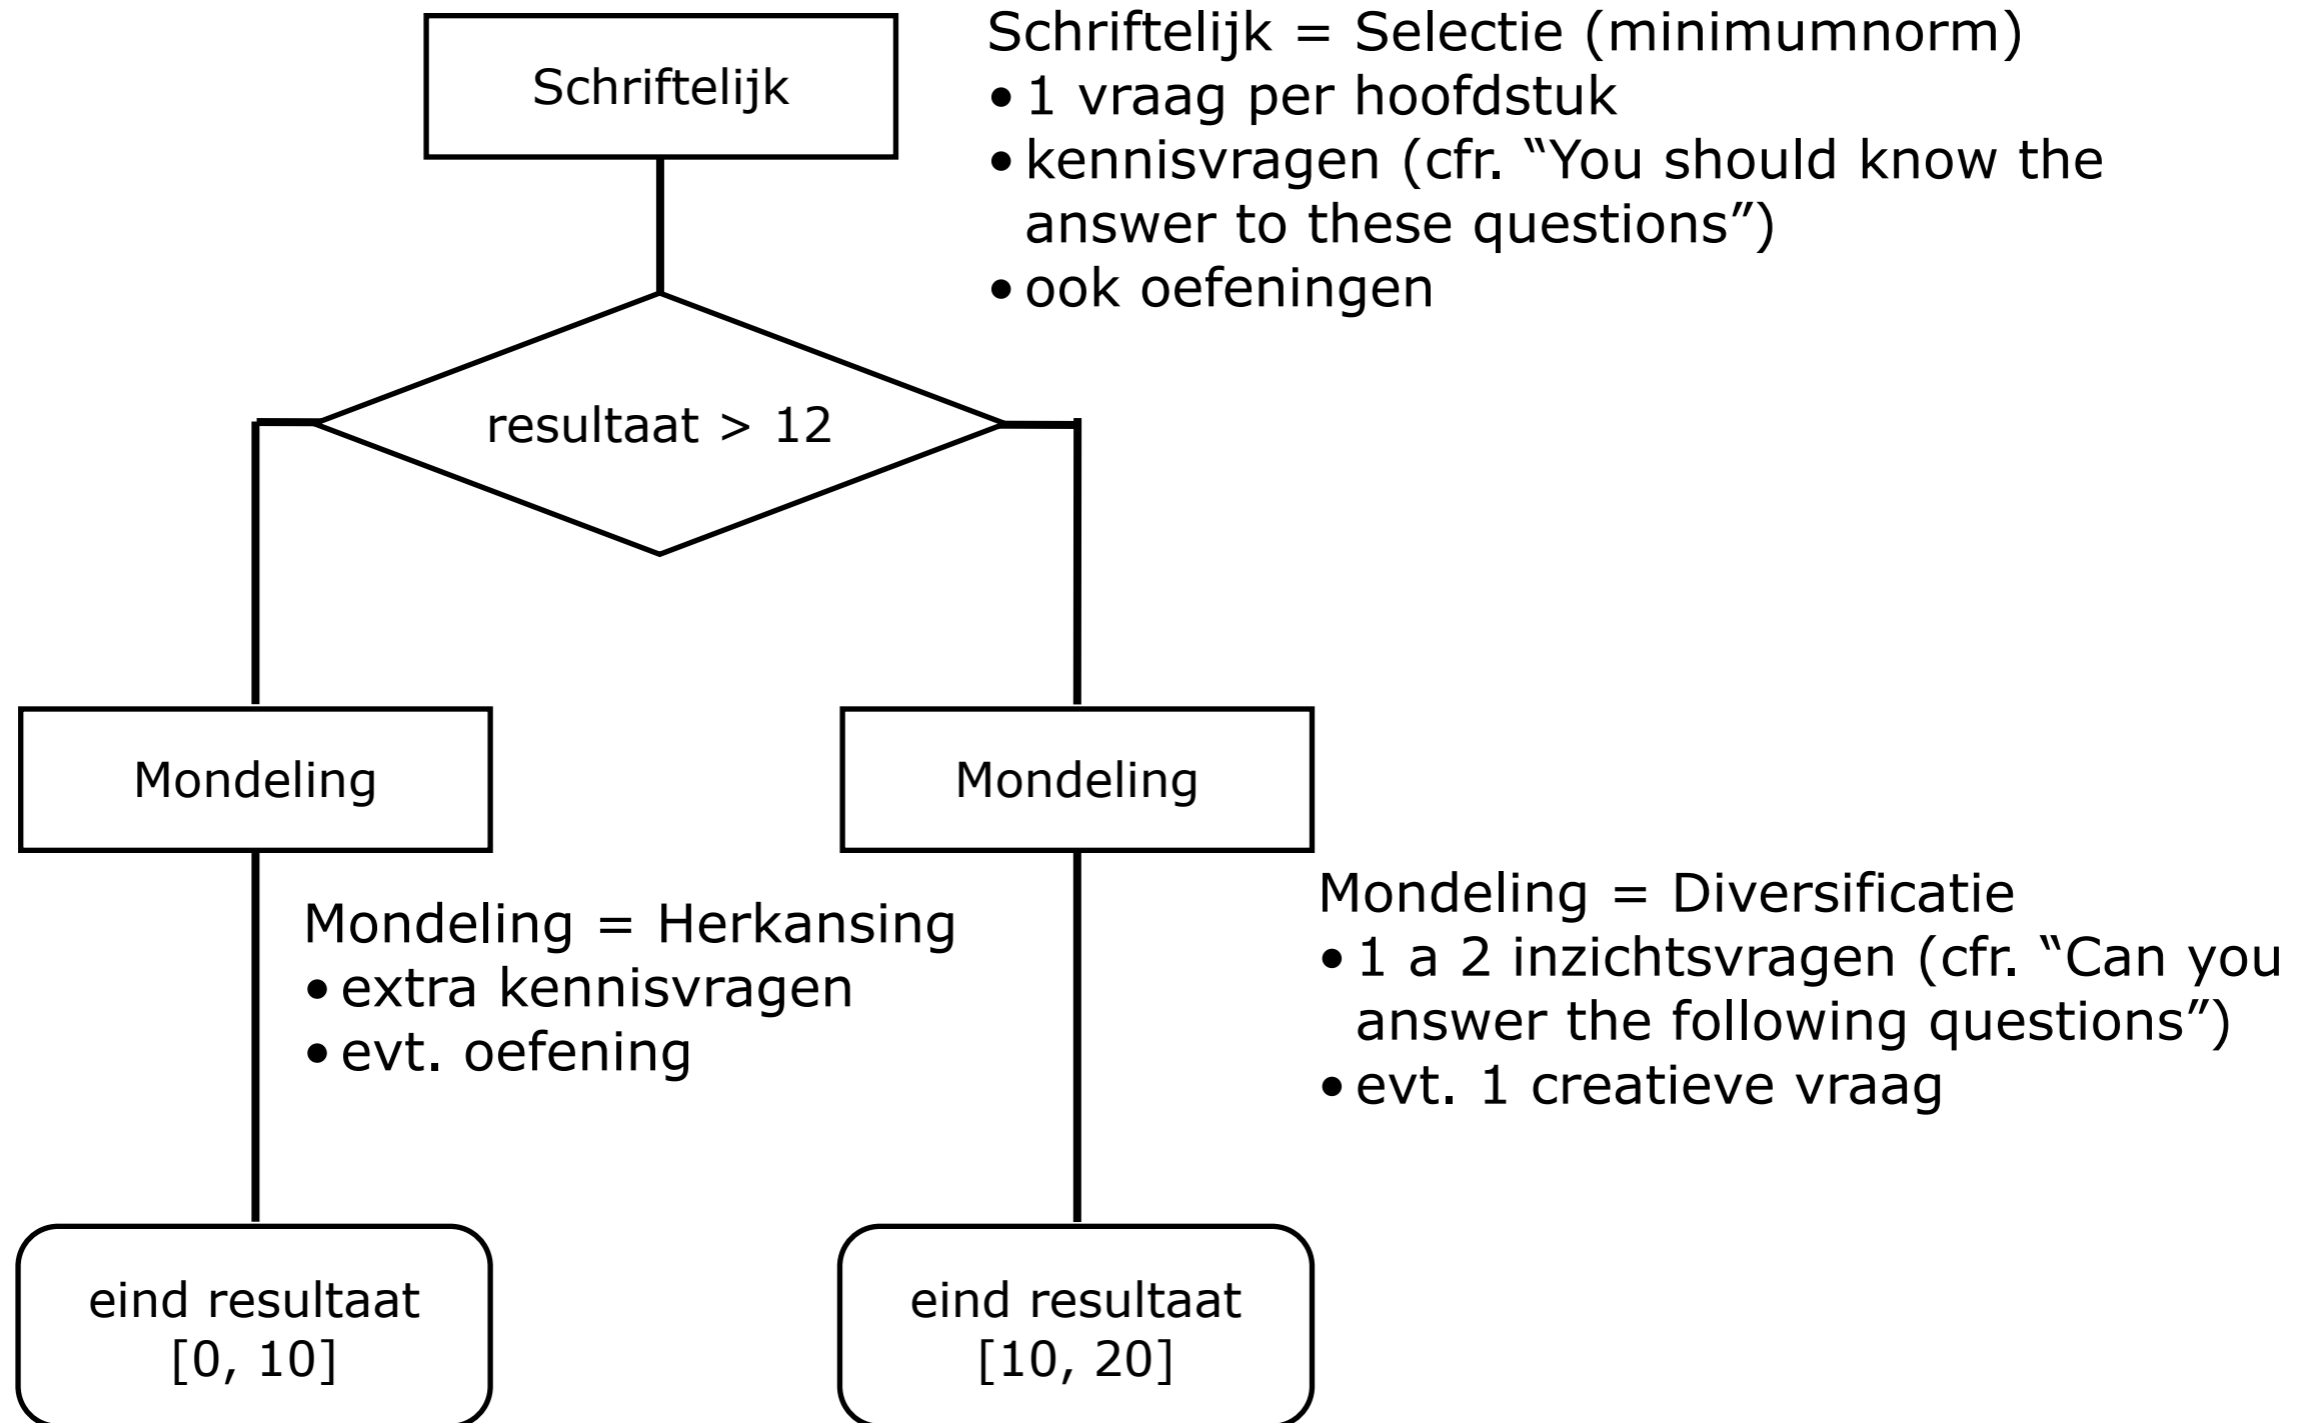 Schriftelijk
Schriftelijk = Selectie (minimumnorm)
• 1 vraag per hoofdstuk
• kennisvragen (cfr. “You should know the
answer to these questions”)
• ook oefeningen
resultaat > 12
Mondeling
Mondeling
Mondeling = Herkansing
• extra kennisvragen
• evt. oefening
Mondeling = Diversificatie
• 1 a 2 inzichtsvragen (cfr. “Can you
answer the following questions”)
• evt. 1 creatieve vraag
eind resultaat
[0, 10]
eind resultaat
[10, 20]